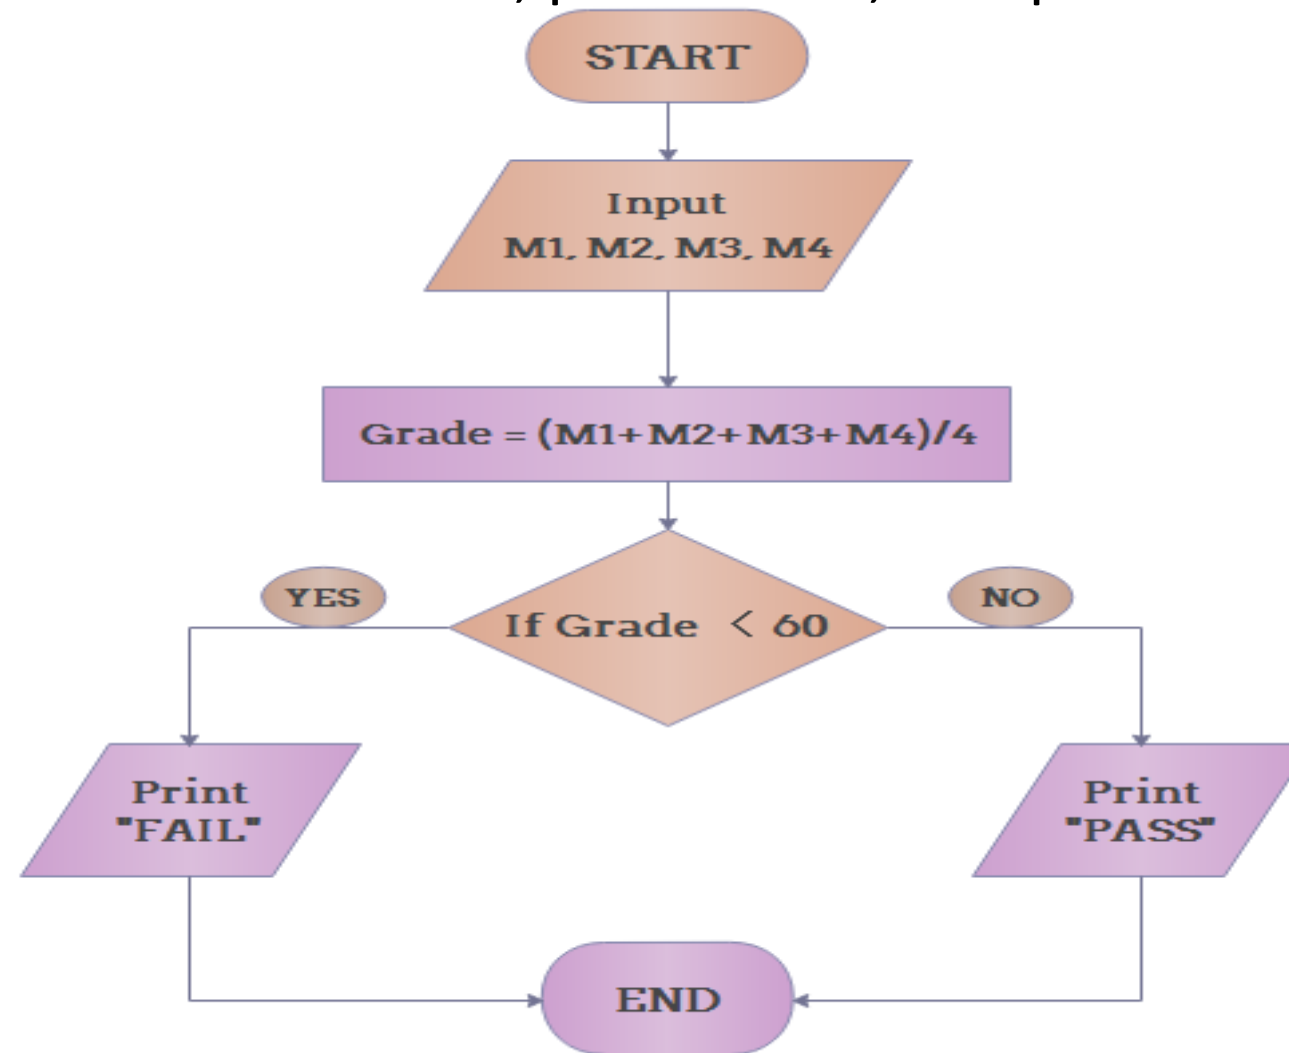 START
Input
M1, M2, M3, M4
Grade = (M1+M2+M3+M4)/4
If Grade < 60
YES
NO
Print
"FAIL"
Print
"PASS"
END